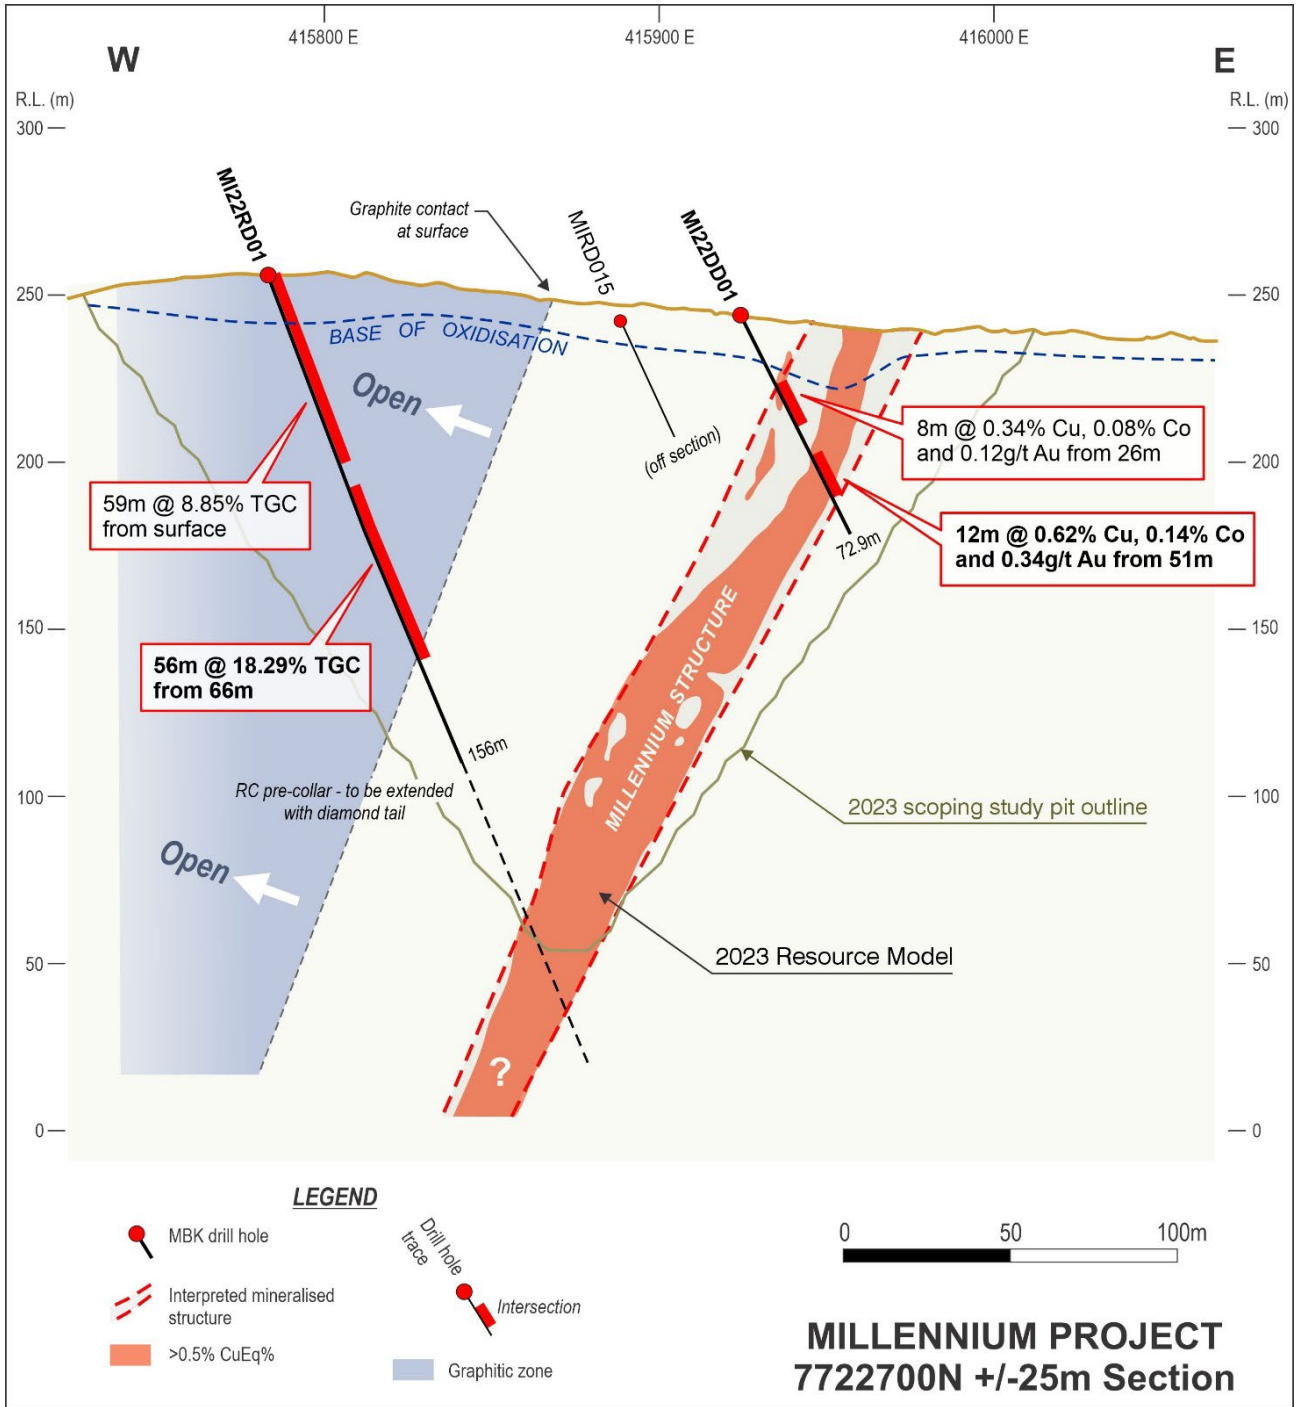 415800 E
415900 E
416000 E
W
E
R.L. (m)
R.L. (m)
300
300
MI22RD01
Graphite contact
at surface
MIRD015
MI22DD01
250
250
BASE OF OXIDISATION
Open
(off section)
8m @ 0.34% Cu, 0.08% Co
and 0.12g/t Au from 26m
200
200
59m @ 8.85% TGC
from surface
12m @ 0.62% Cu, 0.14% Co
and 0.34g/t Au from 51m
72.9m
150
150
56m @ 18.29% TGC
from 66m
MILLENNIUM STRUCTURE
156m
RC pre-collar - to be extended
with diamond tail
100
100
2023 scoping study pit outline
Open
2023 Resource Model
50
50
?
0
0
LEGEND
MBK drill hole
Interpreted mineralised
structure
>0.5% CuEq%
Drill hole
trace
Intersection
Graphitic zone
0
50
100m
MILLENNIUM PROJECT
7722700N +/-25m Section